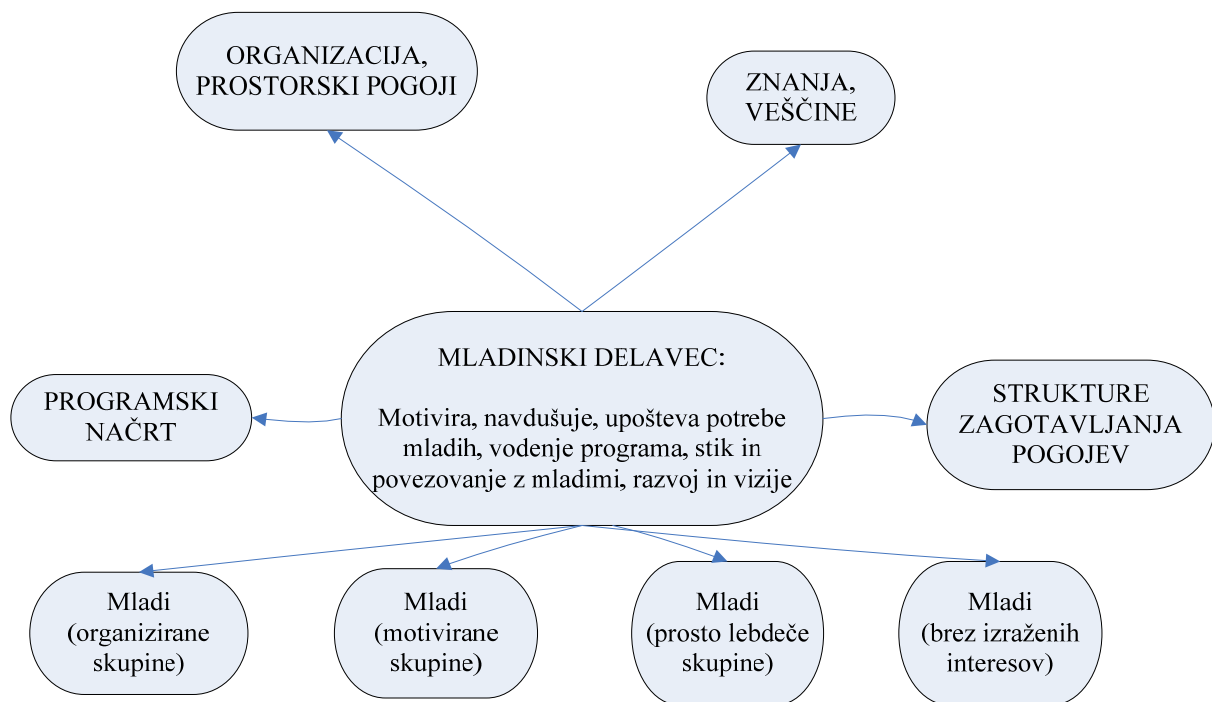 ORGANIZACIJA,
PROSTORSKI POGOJI
ZNANJA,
VEŠČINE
MLADINSKI DELAVEC:
Motivira, navdušuje, upošteva potrebe
mladih, vodenje programa, stik in
povezovanje z mladimi, razvoj in vizije
PROGRAMSKI
NAČRT
STRUKTURE
ZAGOTAVLJANJA
POGOJEV
Mladi
(organizirane
skupine)
Mladi
(motivirane
skupine)
Mladi
(prosto lebdeče
skupine)
Mladi
(brez izraženih
interesov)